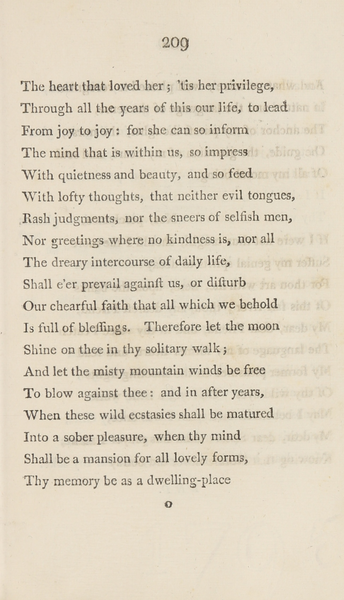 209
The heart that loved her; 'tis her privilege,
Through all the years of this our life, to lead
From joy to joy: for she can so inform
The mind that is within us, so impress
With quietness and beauty, and so feed
With lofty thoughts, that neither evil tongues,
Rash judgments, nor the sneers of selfish men,
Nor greetings where no kindness is, nor all
The dreary intercourse of daily life,
Shall e'er prevail againſt us, or diſturb
Our chearful faith that all which we behold
Is full of bleſſings. Therefore let the moon
Shine on thee in thy solitary walk;
And let the misty mountain winds be free
To blow against thee: and in after years,
When these wild ecstasies shall be matured
Into a sober pleasure, when thy mind
Shall be a mansion for all lovely forms,
Thy memory be as a dwelling-place
O